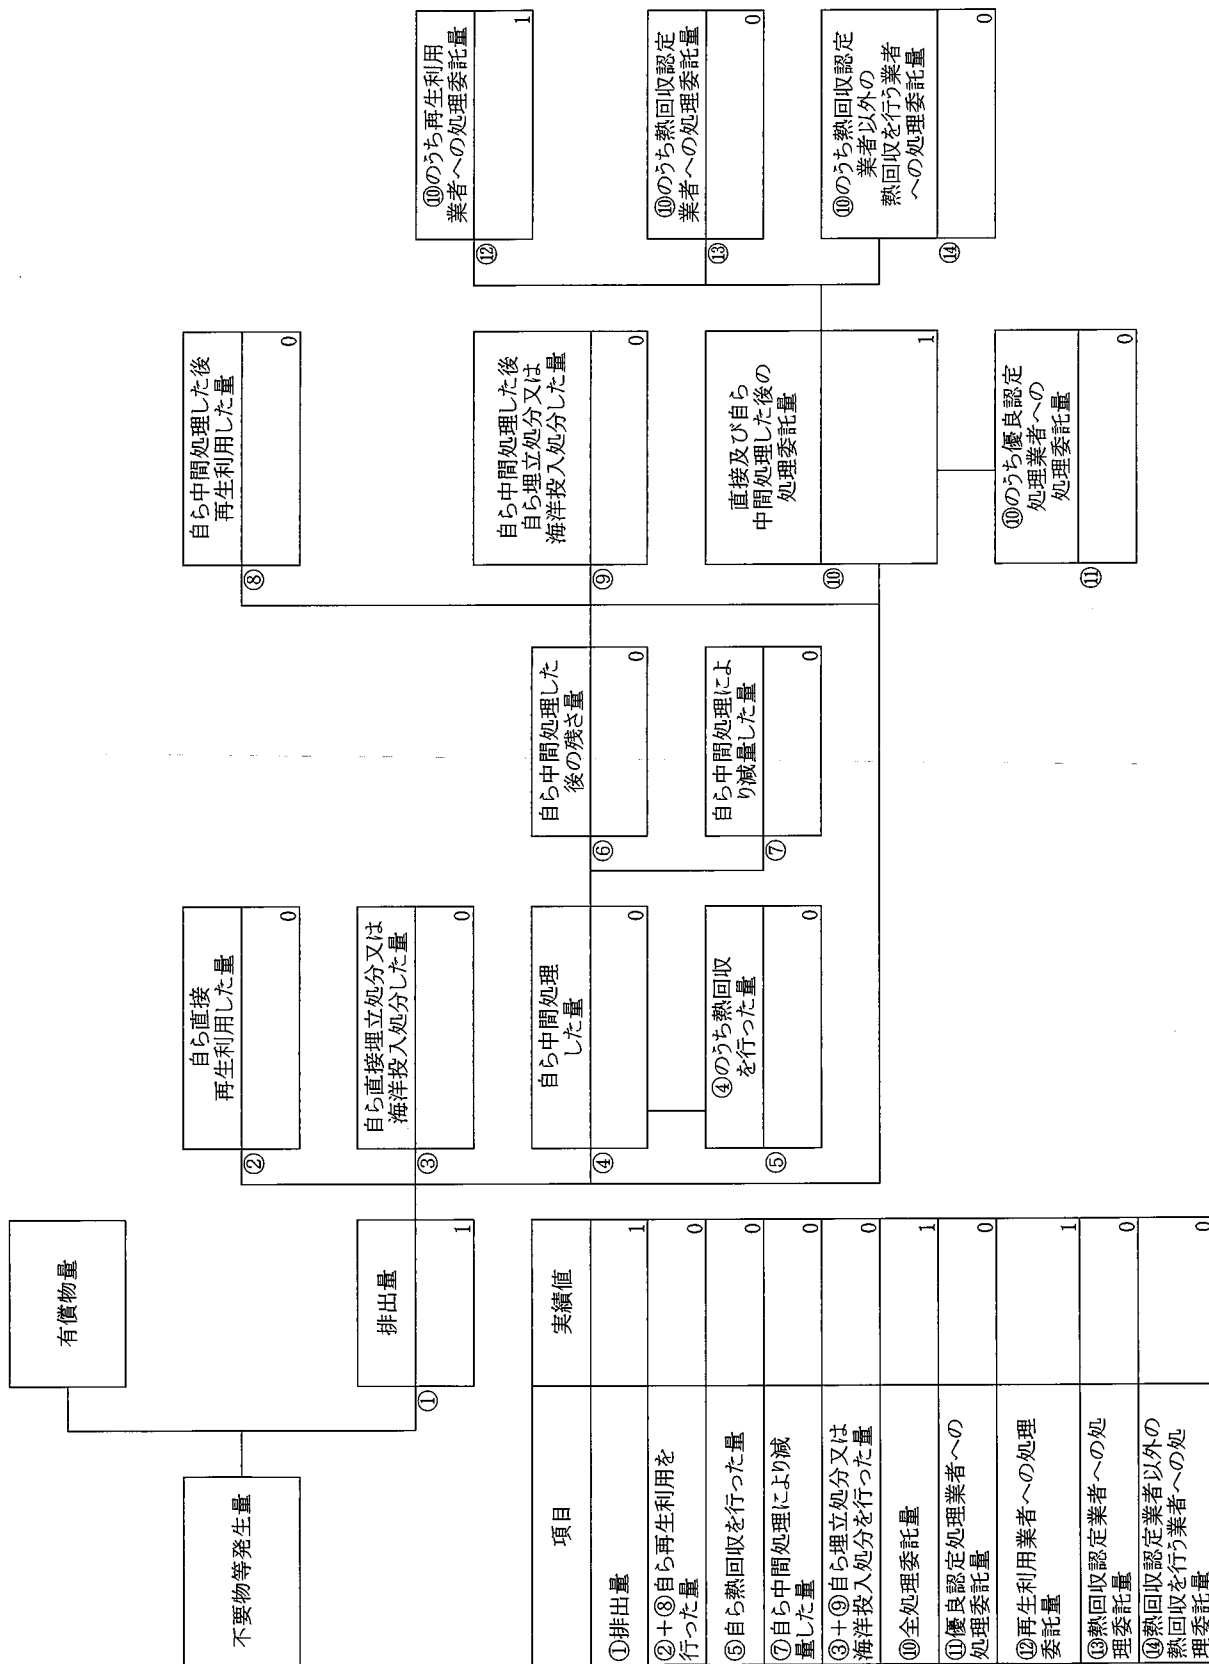 有償物量
不要物等発生量
排出量
①
1
自ら直接
再生利用した量
②
0
自ら直接埋立処分又は
海洋投入処分した量
③
0
自ら中間処理
した量
④
0
④のうち熱回収
を行った量
⑤
0
自ら中間処理した
後の残さ量
⑥
0
自ら中間処理によ
り減量した量
⑦
0
自ら中間処理した後
再生利用した量
⑧
0
自ら中間処理した後
自ら埋立処分又は
海洋投入処分した量
⑨
0
直接及び自ら
中間処理した後の
処理委託量
⑩
1
⑩のうち優良認定
処理業者への
処理委託量
⑪
0
⑩のうち再生利用
業者への処理委託量
⑫
1
⑩のうち熱回収認定
業者への処理委託量
⑬
0
⑩のうち熱回収認定
業者以外の
熱回収を行う業者
への処理委託量
⑭
0
項目 実績値
①排出量 1
②+⑧自ら再生利用を
行った量 0
⑤自ら熱回収を行った量 0
⑦自ら中間処理により減
量した量 0
③+⑨自ら埋立処分又は
海洋投入処分を行った量 0
⑩全処理委託量 1
⑪優良認定処理業者への
処理委託量 0
⑫再生利用業者への処理
委託量 1
⑬熱回収認定業者への処
理委託量 0
⑭熱回収認定業者以外の
熱回収を行う業者への処
理委託量 0